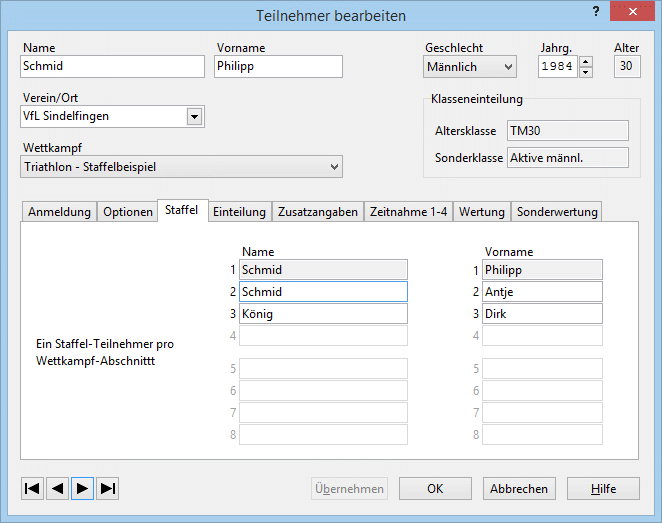 Teilnehmer bearbeiten
?
Name Vorname Geschlecht Jahrg. Alter
Schmid Philipp Männlich 1984 30
Verein/Ort
VfL Sindelfingen
Klasseneinteilung
Altersklasse TM30
Wettkampf
Sonderklasse Aktive männl.
Triathlon - Staffelbeispiel
Anmeldung Optionen Staffel Einteilung Zusatzangaben Zeitnahme 1-4 Wertung Sonderwertung
Name Vorname
1 Schmid 1 Philipp
2 Schmid 2 Antje
3 König 3 Dirk
4 4
Ein Staffel-Teilnehmer pro
Wettkampf-Abschnittt
5 5
6 6
7 7
8 8
Übernehmen OK Abbrechen Hilfe